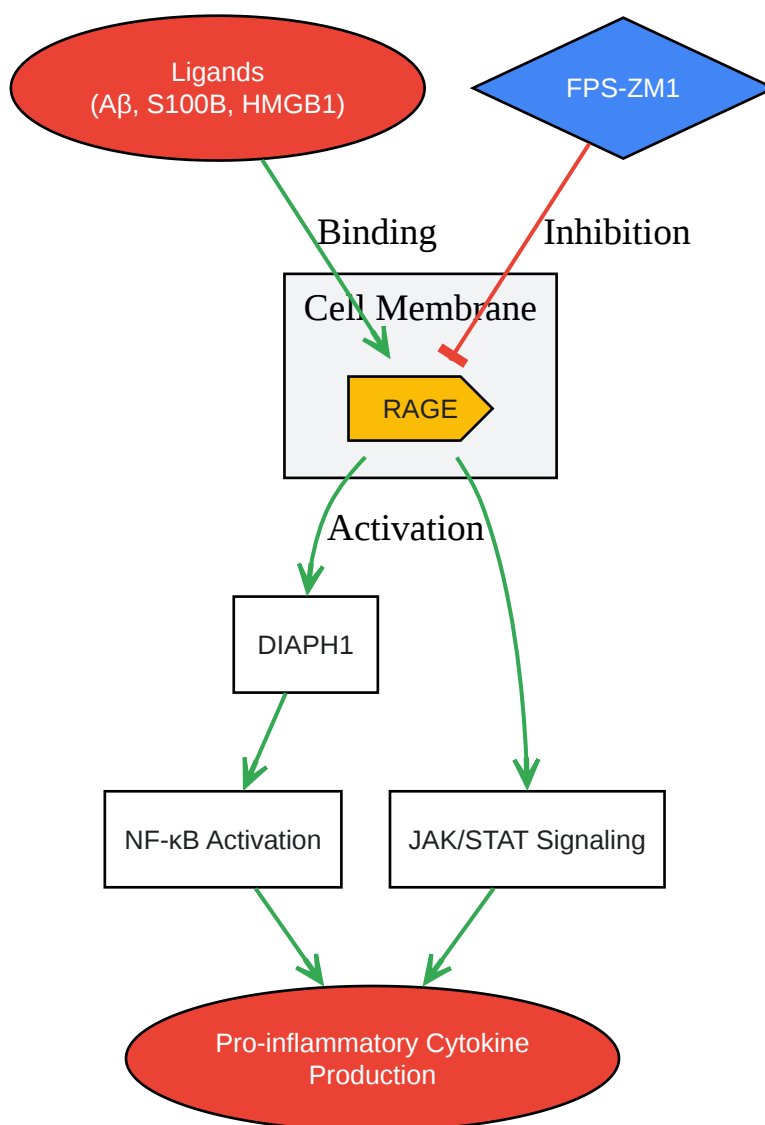 Ligands
(Aβ, S100B, HMGB1)
FPS-ZM1
Binding
Inhibition
Cell Membrane
RAGE
Activation
DIAPH1
NF-κB Activation
JAK/STAT Signaling
Pro-inflammatory Cytokine
Production